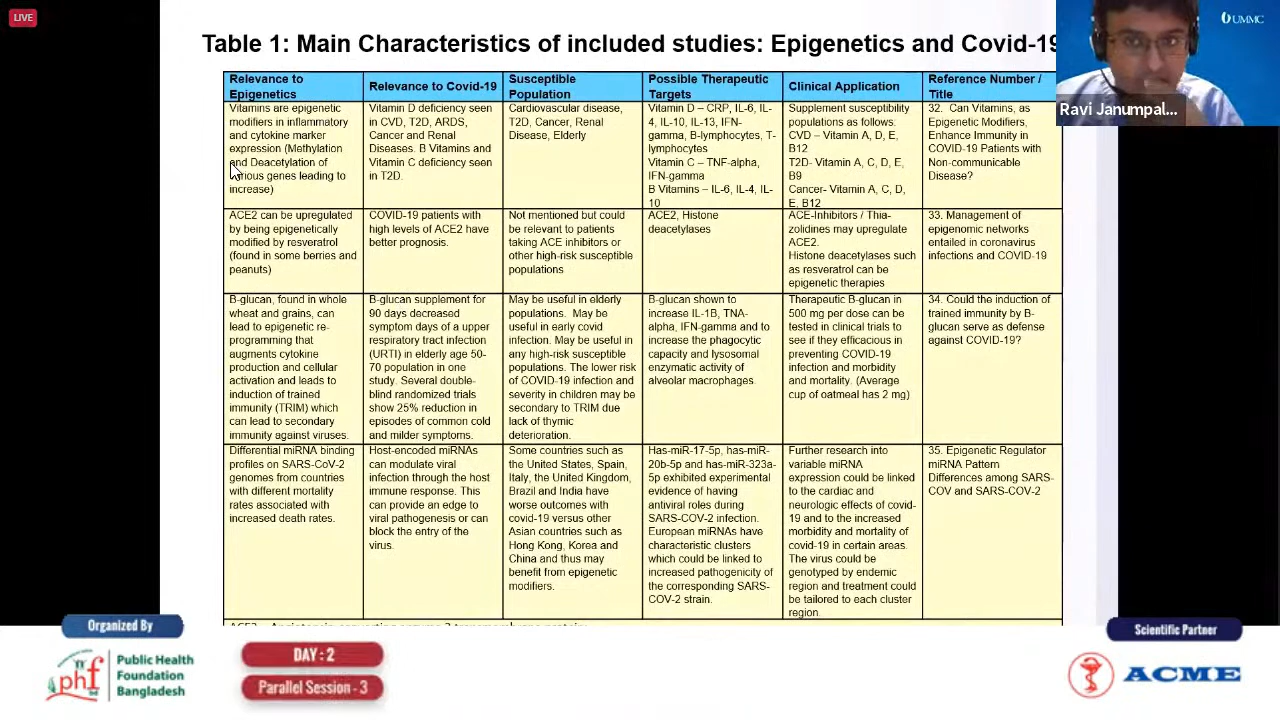 LIVE
UMMC
Table 1: Main Characteristics of included studies: Epigenetics and Covid-19
Ravi Janumpal...
Relevance to
Epigenetics
Relevance to Covid-19
Susceptible
Population
Possible Therapeutic
Targets
Clinical Application
Reference Number /
Title
Vitamins are epigenetic
modifiers in inflammatory
and cytokine marker
expression (Methylation
and Deacetylation of
various genes leading to
increase)
Vitamin D deficiency seen
in CVD, T2D, ARDS,
Cancer and Renal
Diseases. B Vitamins and
Vitamin C deficiency seen
in T2D.
Cardiovascular disease,
T2D, Cancer, Renal
Disease, Elderly
Vitamin D – CRP, IL-6, IL-
4, IL-10, IL-13, IFN-
gamma, B-lymphocytes, T-
lymphocytes
Vitamin C – TNF-alpha,
IFN-gamma
B Vitamins – IL-6, IL-4, IL-
10
Supplement susceptibility
populations as follows:
CVD – Vitamin A, D, E,
B12
T2D- Vitamin A, C, D, E,
B9
Cancer- Vitamin A, C, D,
E, B12
32. Can Vitamins, as
Epigenetic Modifiers,
Enhance Immunity in
COVID-19 Patients with
Non-communicable
Disease?
ACE2 can be upregulated
by being epigenetically
modified by resveratrol
(found in some berries and
peanuts)
COVID-19 patients with
high levels of ACE2 have
better prognosis.
Not mentioned but could
be relevant to patients
taking ACE inhibitors or
other high-risk susceptible
populations
ACE2, Histone
deacetylases
ACE-Inhibitors / Thia-
zolidines may upregulate
ACE2.
Histone deacetylases such
as resveratrol can be
epigenetic therapies
33. Management of
epigenomic networks
entailed in coronavirus
infections and COVID-19
B-glucan, found in whole
wheat and grains, can
lead to epigenetic re-
programming that
augments cytokine
production and cellular
activation and leads to
induction of trained
immunity (TRIM) which
can lead to secondary
immunity against viruses.
B-glucan supplement for
90 days decreased
symptom days of a upper
respiratory tract infection
(URTI) in elderly age 50-
70 population in one
study. Several double-
blind randomized trials
show 25% reduction in
episodes of common cold
and milder symptoms.
May be useful in elderly
populations. May be
useful in early covid
infection. May be useful in
any high-risk susceptible
populations. The lower risk
of COVID-19 infection and
severity in children may be
secondary to TRIM due
lack of thymic
deterioration.
B-glucan shown to
increase IL-1B, TNA-
alpha, IFN-gamma and to
increase the phagocytic
capacity and lysosomal
enzymatic activity of
alveolar macrophages.
Therapeutic B-glucan in
500 mg per dose can be
tested in clinical trials to
see if they efficacious in
preventing COVID-19
infection and morbidity
and mortality. (Average
cup of oatmeal has 2 mg)
34. Could the induction of
trained immunity by B-
glucan serve as defense
against COVID-19?
Differential miRNA binding
profiles on SARS-CoV-2
genomes from countries
with different mortality
rates associated with
increased death rates.
Host-encoded miRNAs
can modulate viral
infection through the host
immune response. This
can provide an edge to
viral pathogenesis or can
block the entry of the
virus.
Some countries such as
the United States, Spain,
Italy, the United Kingdom,
Brazil and India have
worse outcomes with
covid-19 versus other
Asian countries such as
Hong Kong, Korea and
China and thus may
benefit from epigenetic
modifiers.
Has-miR-17-5p, has-miR-
20b-5p and has-miR-323a-
5p exhibited experimental
evidence of having
antiviral roles during
SARS-COV-2 infection.
European miRNAs have
characteristic clusters
which could be linked to
increased pathogenicity of
the corresponding SARS-
COV-2 strain.
Further research into
variable miRNA
expression could be linked
to the cardiac and
neurologic effects of covid-
19 and to the increased
morbidity and mortality of
covid-19 in certain areas.
The virus could be
genotyped by endemic
region and treatment could
be tailored to each cluster
region.
35. Epigenetic Regulator
miRNA Pattern
Differences among SARS-
COV and SARS-COV-2
Organized By
phf
Public Health
Foundation
Bangladesh
DAY : 2
Parallel Session - 3
Scientific Partner
ACME